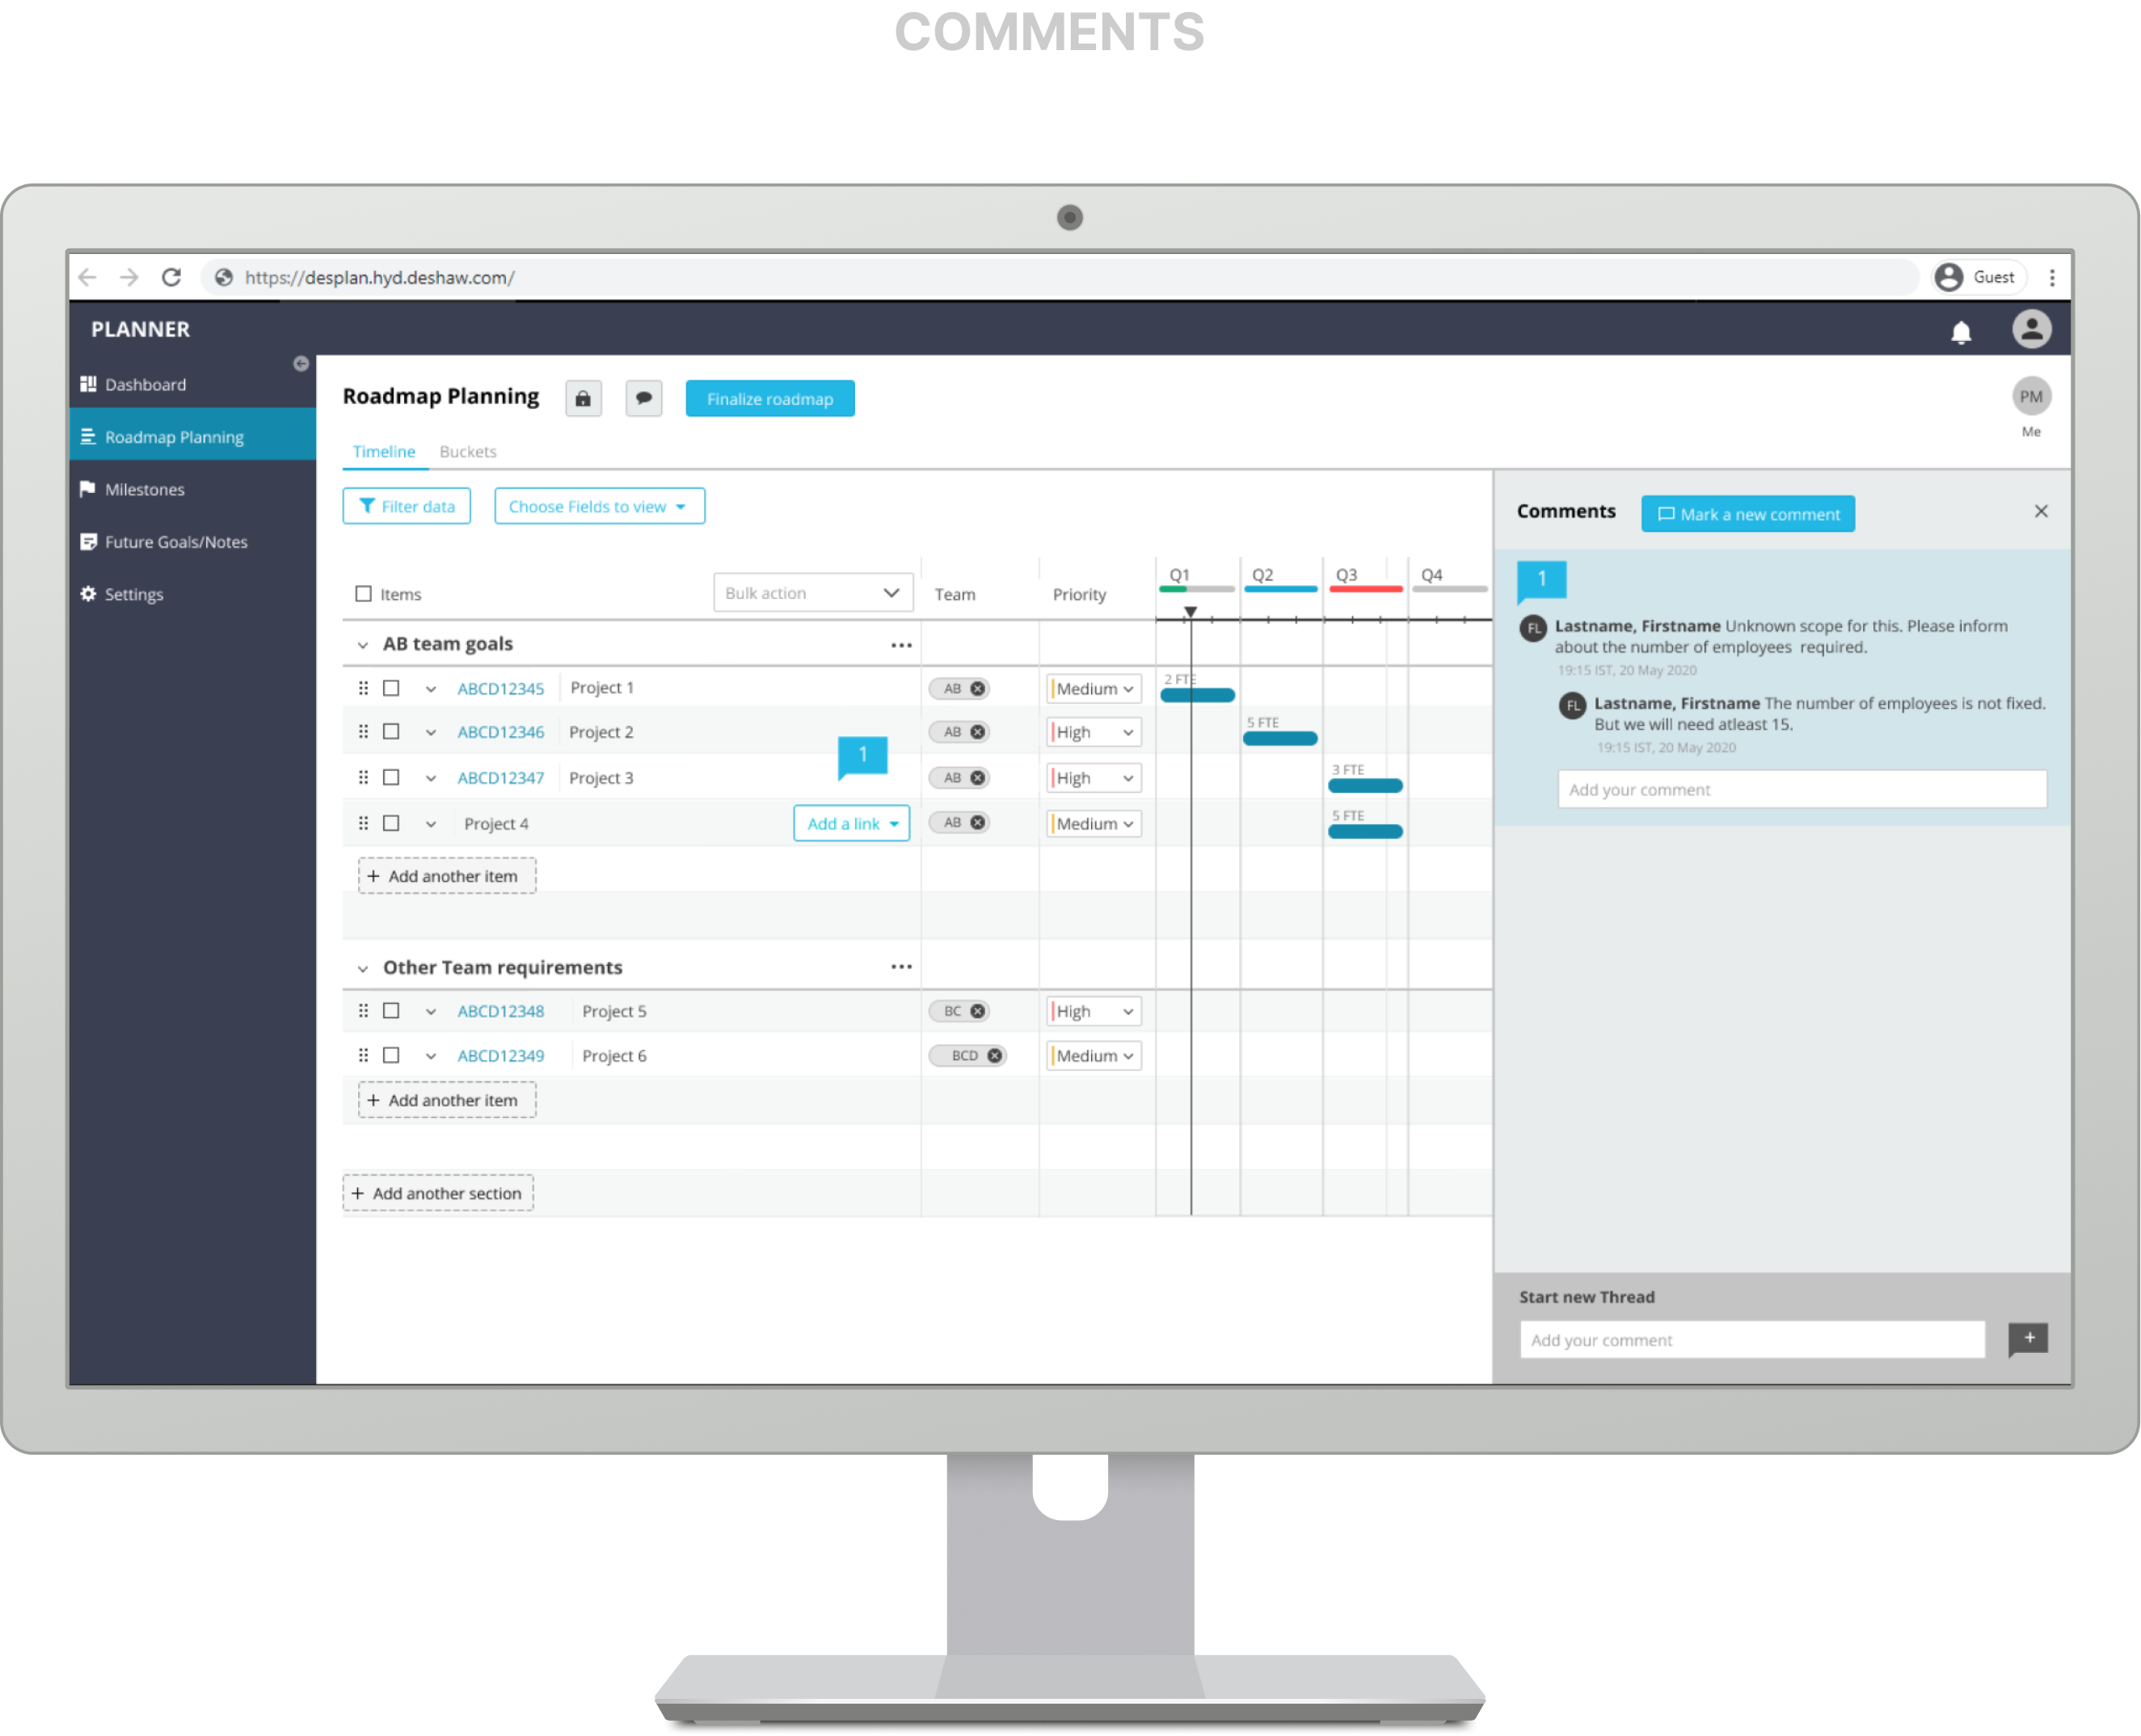 COMMENTS
https://desplan.hyd.deshaw.com/
Guest
PLANNER
Dashboard
Roadmap Planning
Milestones
Future Goals/Notes
Settings
Roadmap Planning
Finalize roadmap
PM
Me
Timeline
Buckets
Filter data
Choose Fields to view
Items
Bulk action
Team
Priority
Q1
Q2
Q3
Q4
AB team goals
ABCD12345 Project 1 AB Medium 2 FTE
ABCD12346 Project 2 AB High 5 FTE
1
ABCD12347 Project 3 AB High 3 FTE
Project 4 Add a link AB Medium 5 FTE
+ Add another item
Other Team requirements
ABCD12348 Project 5 BC High
ABCD12349 Project 6 BCD Medium
+ Add another item
+ Add another section
Comments
Mark a new comment
1
FL Lastname, Firstname Unknown scope for this. Please inform
about the number of employees required.
19:15 IST, 20 May 2020
FL Lastname, Firstname The number of employees is not fixed.
But we will need atleast 15.
19:15 IST, 20 May 2020
Add your comment
Start new Thread
Add your comment
+